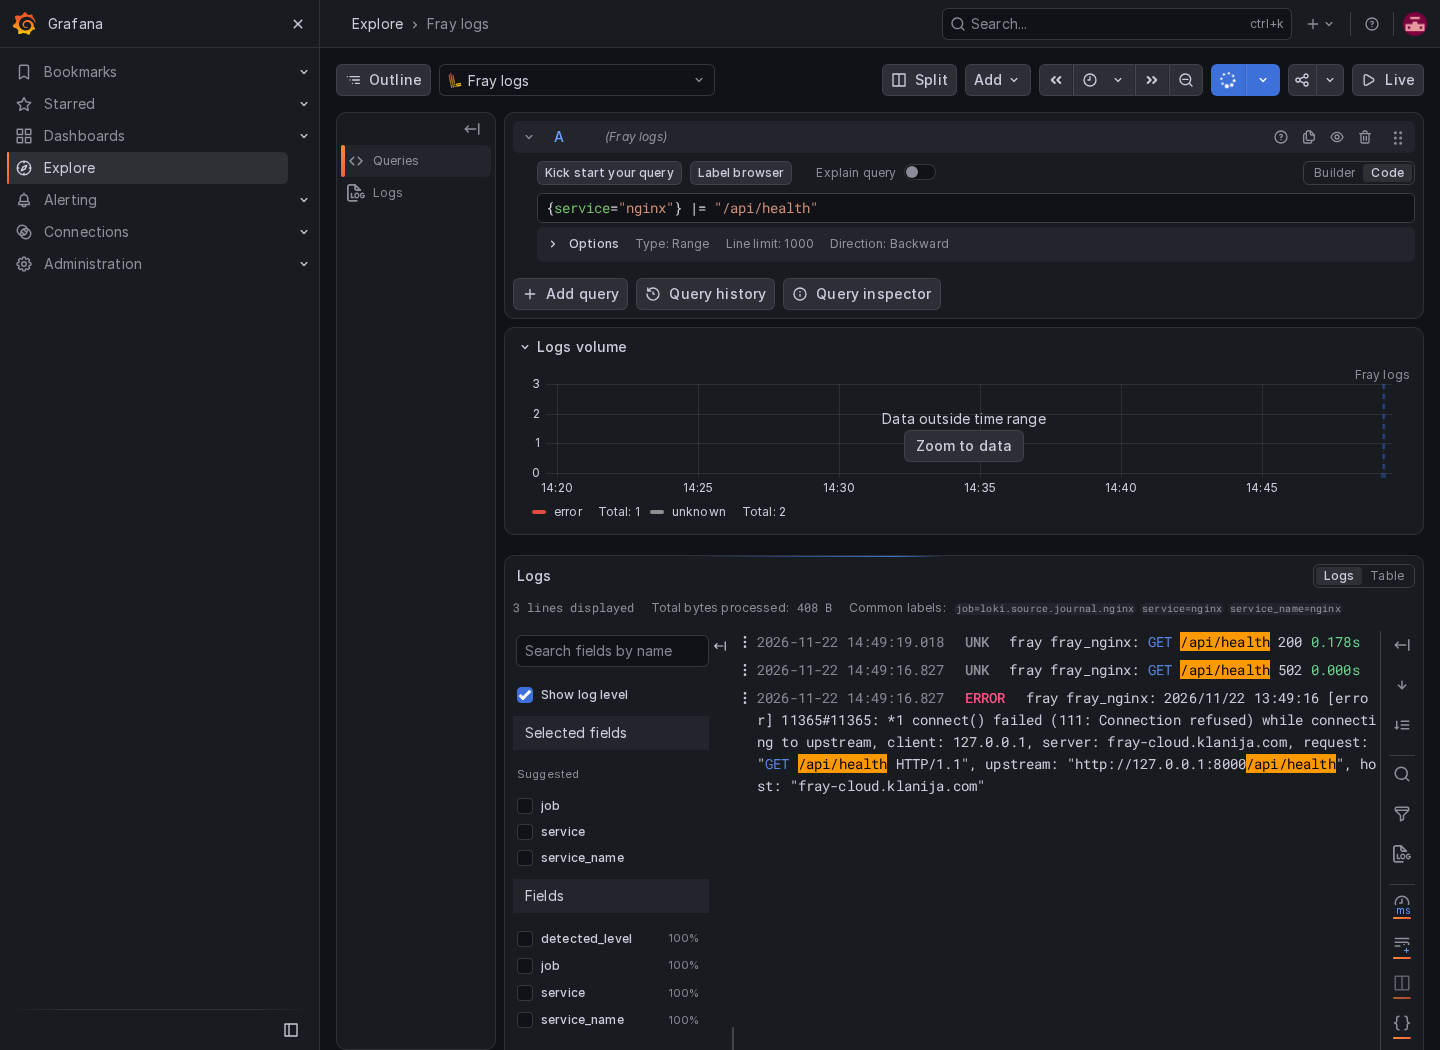 Grafana
Explore › Fray logs
Search...
ctrl+k
Bookmarks
Starred
Dashboards
Explore
Alerting
Connections
Administration
Outline
Fray logs
Split
Add
Live
Queries
Logs
A
(Fray logs)
Kick start your query
Label browser
Explain query
Builder
Code
{service="nginx"} |= "/api/health"
Options
Type: Range
Line limit: 1000
Direction: Backward
Add query
Query history
Query inspector
Logs volume
Fray logs
3
2
1
0
Data outside time range
Zoom to data
14:20
14:25
14:30
14:35
14:40
14:45
error Total: 1
unknown Total: 2
Logs
Logs
Table
3 lines displayed
Total bytes processed: 408 B
Common labels: job=loki.source.journal.nginx service=nginx service_name=nginx
Search fields by name
Show log level
Selected fields
Suggested
job
service
service_name
Fields
detected_level 100%
job 100%
service 100%
service_name 100%
2026-11-22 14:49:19.018 UNK fray fray_nginx: GET /api/health 200 0.178s
2026-11-22 14:49:16.827 UNK fray fray_nginx: GET /api/health 502 0.000s
2026-11-22 14:49:16.827 ERROR fray fray_nginx: 2026/11/22 13:49:16 [erro
r] 11365#11365: *1 connect() failed (111: Connection refused) while connecti
ng to upstream, client: 127.0.0.1, server: fray-cloud.klanija.com, request:
"GET /api/health HTTP/1.1", upstream: "http://127.0.0.1:8000/api/health", ho
st: "fray-cloud.klanija.com"
LOG
ms